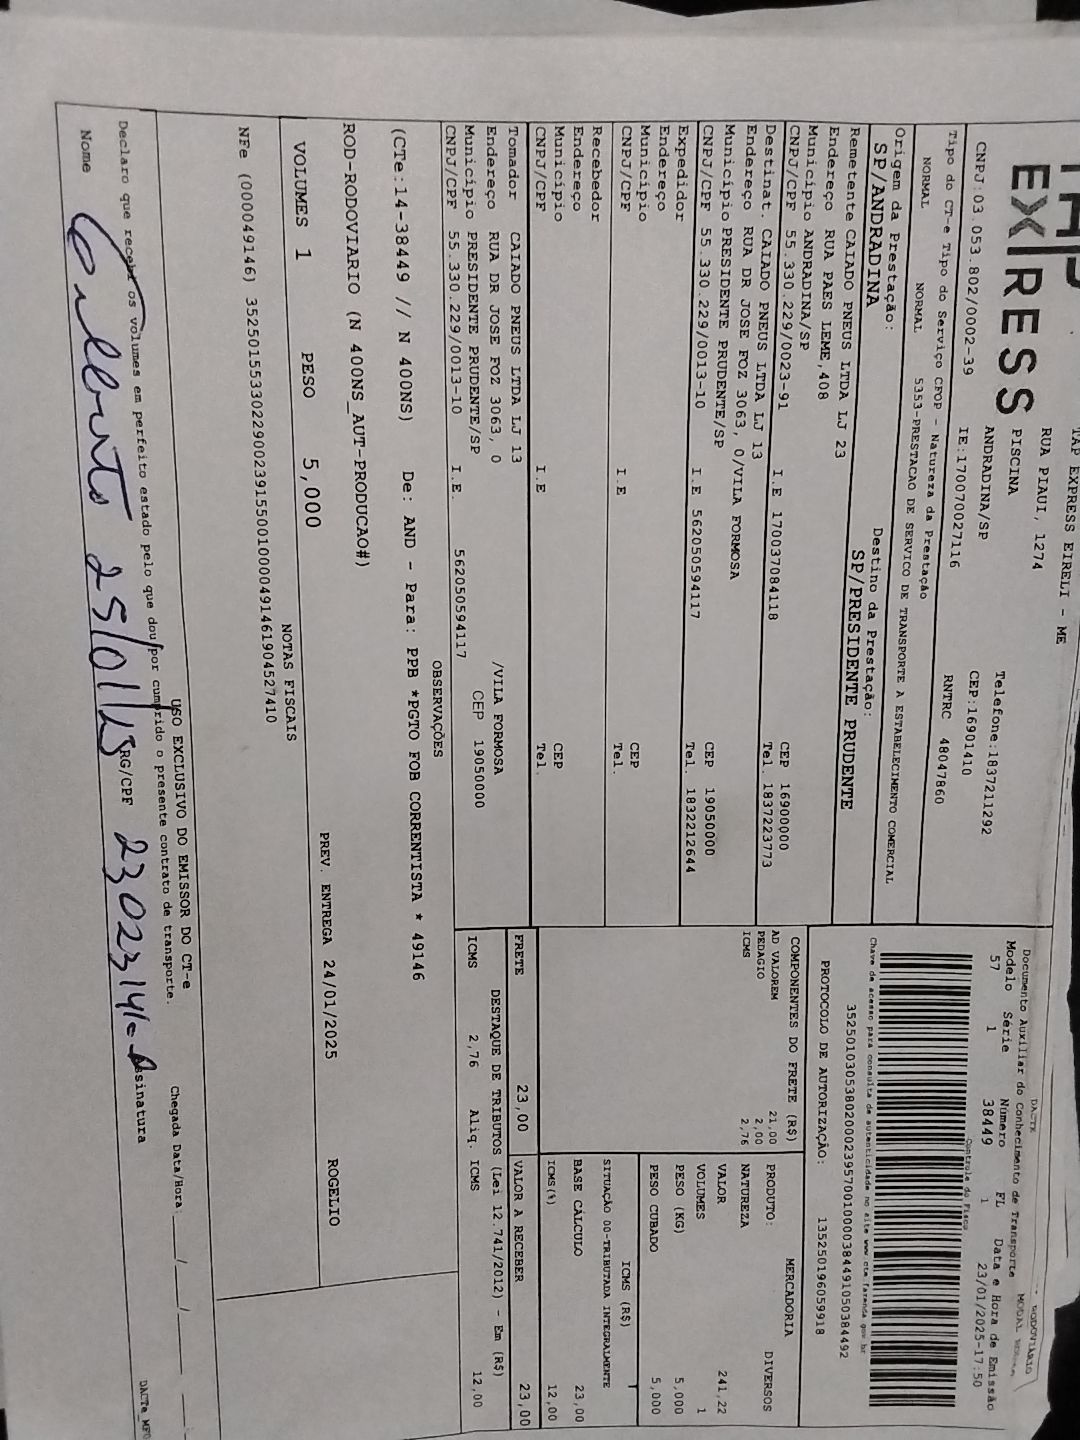 TAP EXPRESS EIRELI - ME
RUA PIAUI, 1274
EXPRESS PISCINA
ANDRADINA/SP Telefone:1837211292
CNPJ:03.053.802/0002-39 IE:170070027116 CEP:16901410
Tipo do CT-e Tipo do Serviço CFOP - Natureza da Prestação RNTRC 48047860
NORMAL NORMAL 5353-PRESTACAO DE SERVICO DE TRANSPORTE A ESTABELECIMENTO COMERCIAL
Origem da Prestação: Destino da Prestação:
SP/ANDRADINA SP/PRESIDENTE PRUDENTE
Remetente CAIADO PNEUS LTDA LJ 23
Endereço RUA PAES LEME,408
Município ANDRADINA/SP CEP 16900000
CNPJ/CPF 55.330.229/0023-91 I.E 170037084118 Tel. 1837223773
Destinat. CAIADO PNEUS LTDA LJ 13
Endereço RUA DR JOSE FOZ 3063, 0/VILA FORMOSA
Município PRESIDENTE PRUDENTE/SP CEP 19050000
CNPJ/CPF 55.330.229/0013-10 I.E 562050594117 Tel. 1832212644
Expedidor
Endereço
Município CEP
CNPJ/CPF I.E Tel.
Recebedor
Endereço
Município CEP
CNPJ/CPF I.E Tel.
Tomador CAIADO PNEUS LTDA LJ 13
Endereço RUA DR JOSE FOZ 3063, 0 /VILA FORMOSA
Município PRESIDENTE PRUDENTE/SP CEP 19050000
CNPJ/CPF 55.330.229/0013-10 I.E. 562050594117
DACTE
Documento Auxiliar do Conhecimento de Transporte MODAL
RODOVIÁRIO
Modelo Série Número FL Data e Hora de Emissão
57 1 38449 1 23/01/2025-17:50
Controle do Fisco
Chave de acesso para consulta de autenticidade no site www.cte.fazenda.gov.br
35250103053802000239570010000384491050384492
PROTOCOLO DE AUTORIZAÇÃO: 135250196059918
COMPONENTES DO FRETE (R$)
AD VALOREM 21,00
PEDAGIO 2,00
ICMS 2,76
MERCADORIA
PRODUTO: DIVERSOS
NATUREZA
VALOR 241,22
VOLUMES 1
PESO (KG) 5,000
PESO CUBADO 5,000
ICMS (R$)
SITUAÇÃO 00-TRIBUTADA INTEGRALMENTE
BASE CÁLCULO 23,00
ICMS(%) 12,00
FRETE 23,00 VALOR A RECEBER 23,00
DESTAQUE DE TRIBUTOS (Lei 12.741/2012) - Em (R$)
ICMS 2,76 Aliq. ICMS 12,00
OBSERVAÇÕES
(CTe:14-38449 // N 400NS) De: AND - Para: PPB *PGTO FOB CORRENTISTA * 49146
ROD-RODOVIARIO (N 400NS_AUT-PRODUCAO#)
PREV. ENTREGA 24/01/2025 ROGELIO
VOLUMES 1 PESO 5,000
NOTAS FISCAIS
NFe (000049146) 35250155330229002391550010000491461904527410
USO EXCLUSIVO DO EMISSOR DO CT-e
Declaro que recebi os volumes em perfeito estado pelo que dou por cumprido o presente contrato de transporte. Chegada Data/Hora: / /
Nome Gilberto 25/01/25 RG/CPF Assinatura